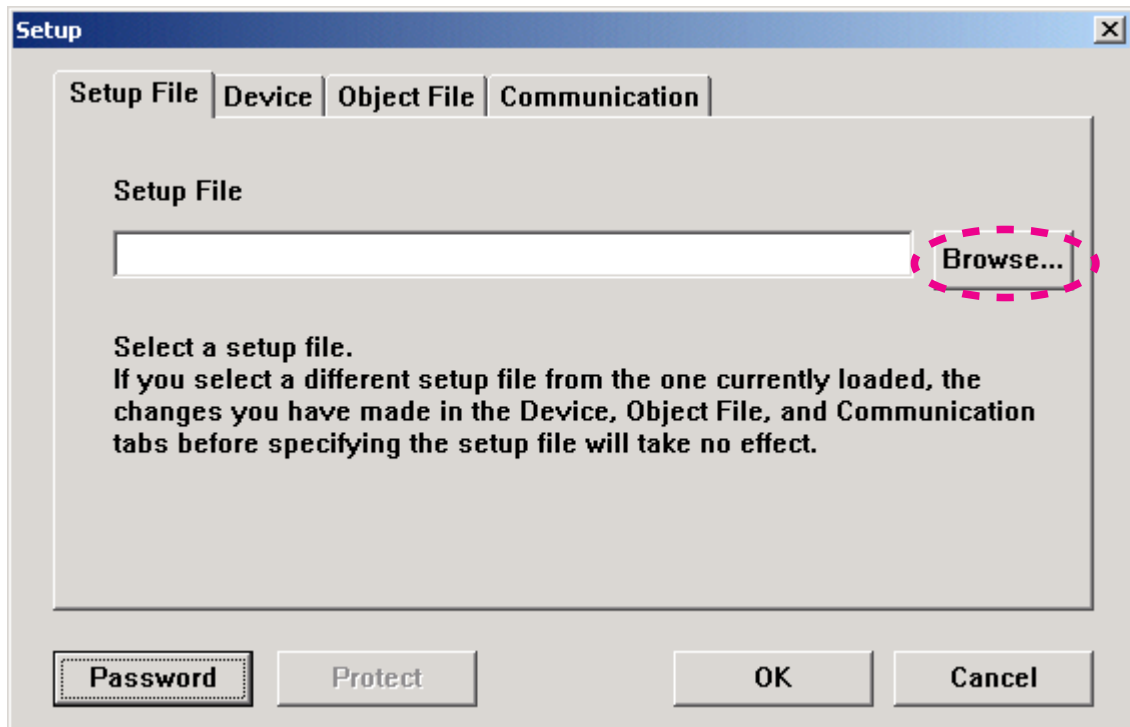 Setup
Setup File Device Object File Communication
Setup File
Browse...
Select a setup file.
If you select a different setup file from the one currently loaded, the
changes you have made in the Device, Object File, and Communication
tabs before specifying the setup file will take no effect.
Password Protect OK Cancel